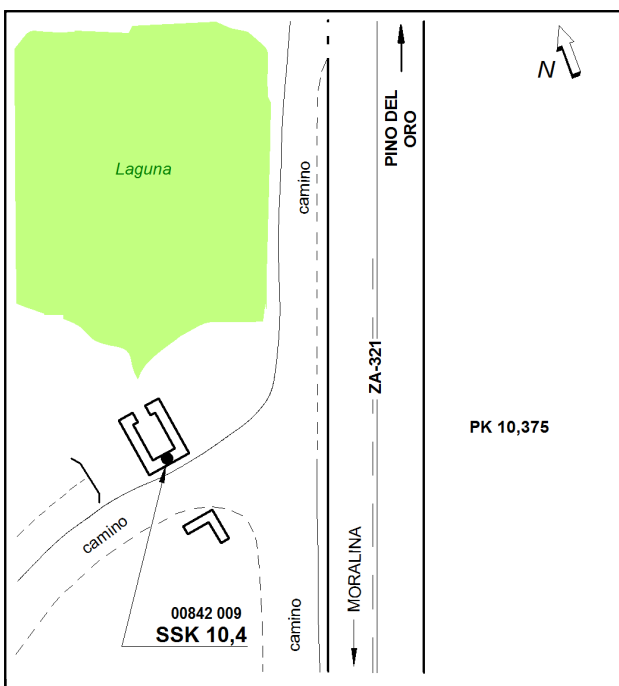 N
PINO DEL
ORO
Laguna
camino
ZA-321
PK 10,375
camino
MORALINA
00842 009
SSK 10,4
camino